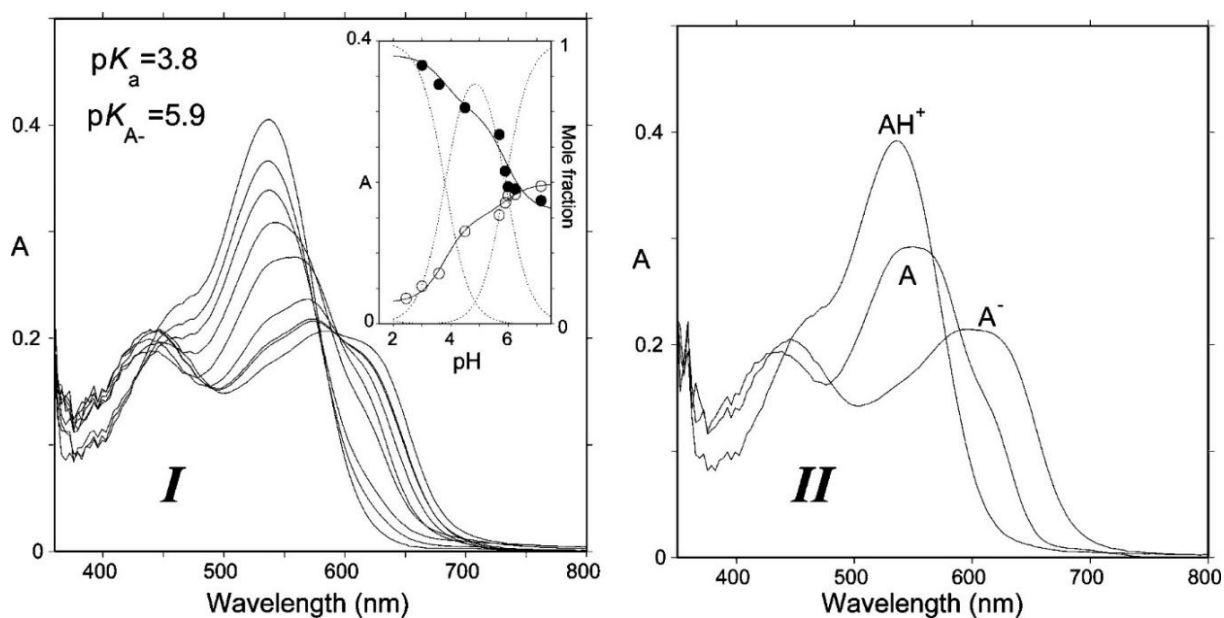 pKa=3.8
pKA-=5.9
0.4
0.2
0
A
400 500 600 700 800
Wavelength (nm)
I
0.4
A
0
1
Mole fraction
0
2 4 6
pH
0.4
0.2
0
A
AH+
A
A-
400 500 600 700 800
Wavelength (nm)
II